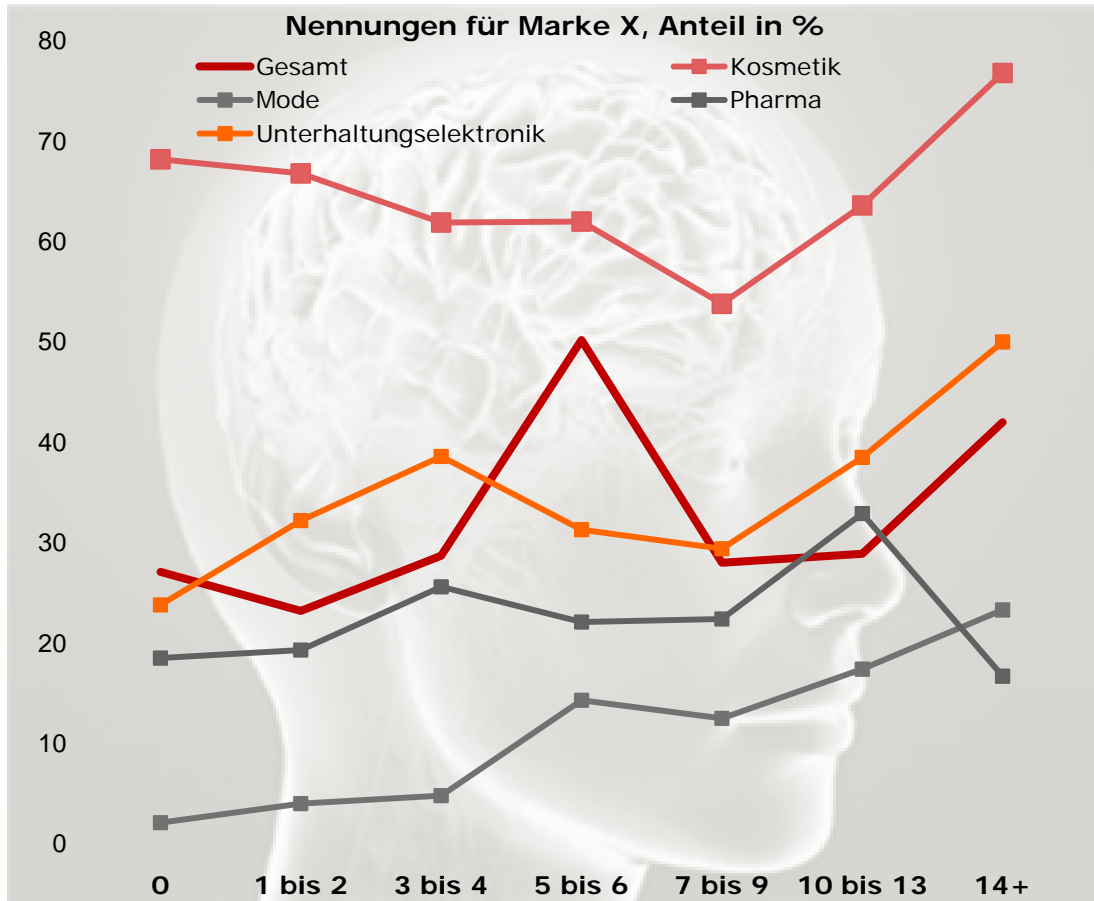 Nennungen für Marke X, Anteil in %
Gesamt Kosmetik
Mode Pharma
Unterhaltungselektronik
80
70
60
50
40
30
20
10
0
0 1 bis 2 3 bis 4 5 bis 6 7 bis 9 10 bis 13 14+